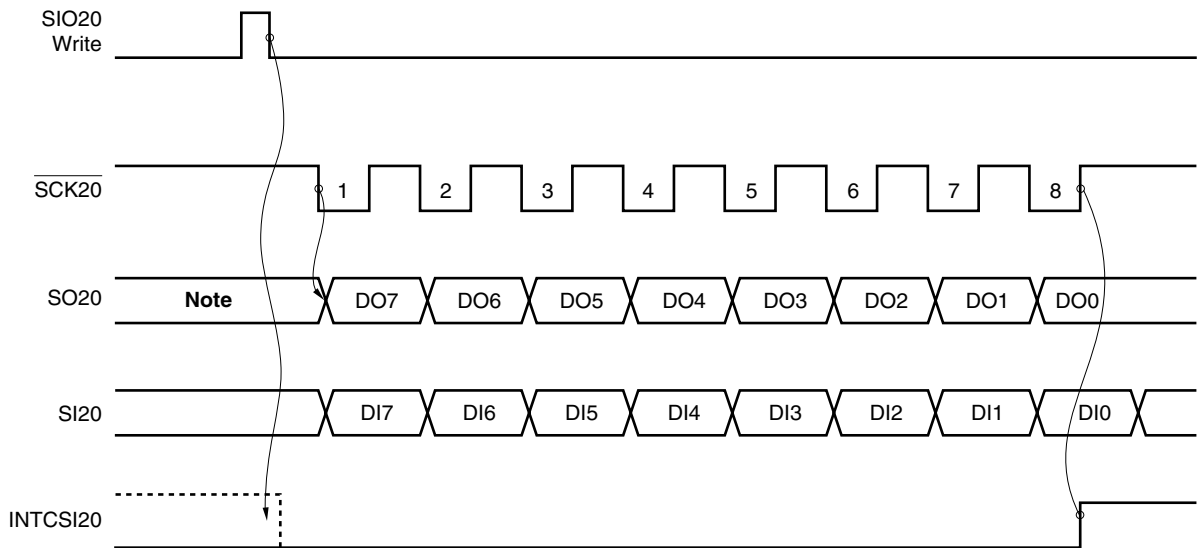 SIO20
Write
SCK20
1 2 3 4 5 6 7 8
SO20
Note DO7 DO6 DO5 DO4 DO3 DO2 DO1 DO0
SI20
DI7 DI6 DI5 DI4 DI3 DI2 DI1 DI0
INTCSI20